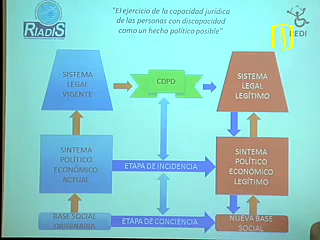 RIADIS
"El ejercicio de la capacidad jurídica
de las personas con discapacidad
como un hecho político posible"
EDI
SISTEMA
LEGAL
VIGENTE
CDPD
SISTEMA
LEGAL
LEGÍTIMO
SISTEMA
POLÍTICO
ECONÓMICO
ACTUAL
ETAPA DE INCIDENCIA
SISTEMA
POLÍTICO
ECONÓMICO
LEGÍTIMO
BASE SOCIAL
ORIGINARIA
ETAPA DE CONCIENCIA
NUEVA BASE
SOCIAL